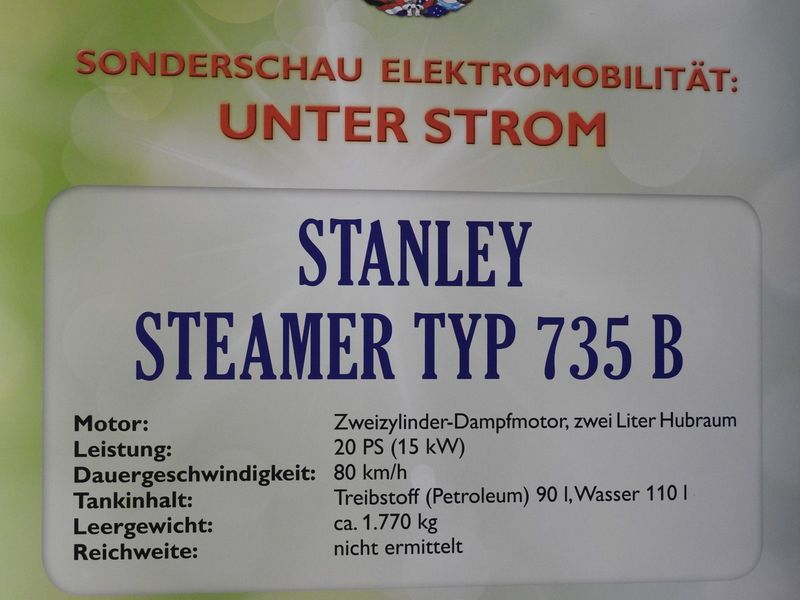 SONDERSCHAU ELEKTROMOBILITÄT:
UNTER STROM
STANLEY
STEAMER TYP 735 B
Motor: Zweizylinder-Dampfmotor, zwei Liter Hubraum
Leistung: 20 PS (15 kW)
Dauergeschwindigkeit: 80 km/h
Tankinhalt: Treibstoff (Petroleum) 90 l, Wasser 110 l
Leergewicht: ca. 1.770 kg
Reichweite: nicht ermittelt